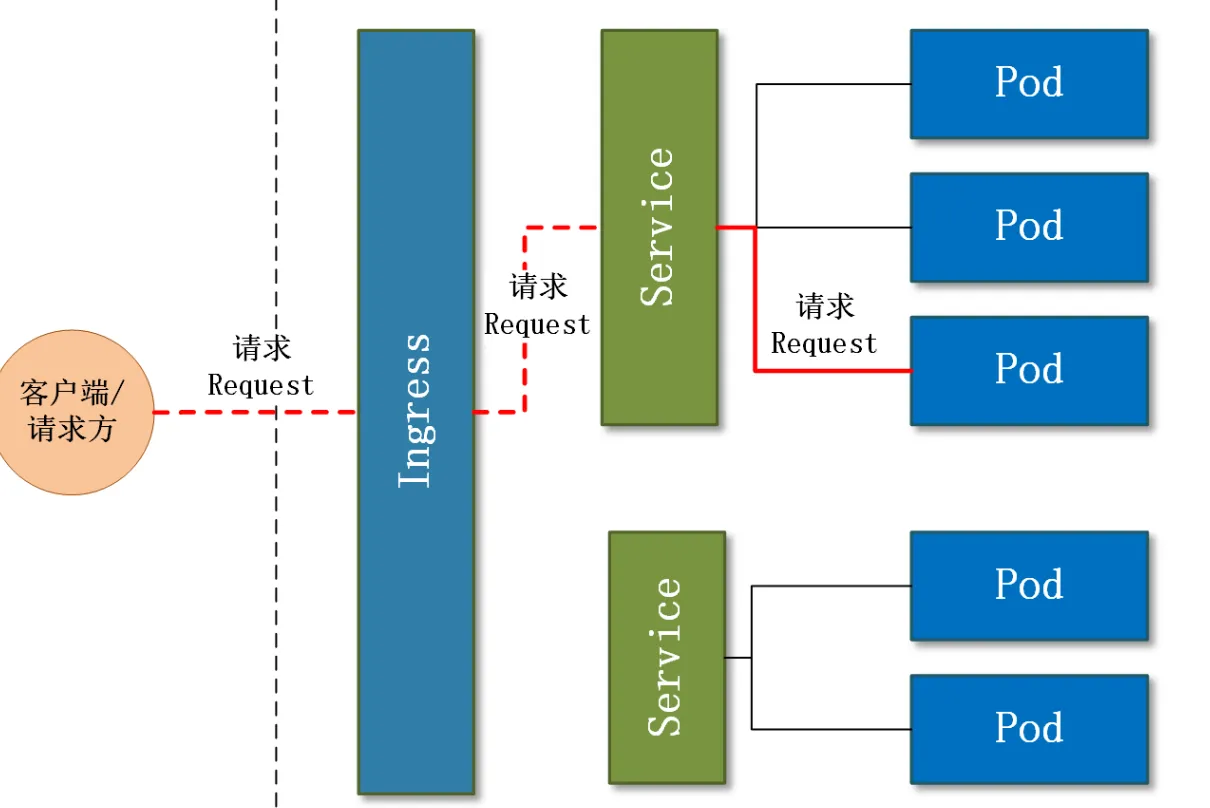 客户端/
请求方
请求
Request
Ingress
请求
Request
Service
请求
Request
Pod
Pod
Pod
Service
Pod
Pod